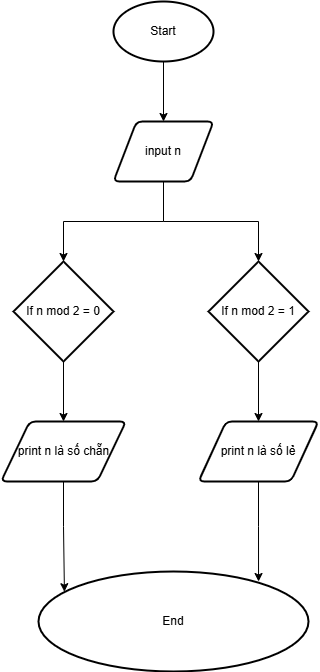 Start
input n
If n mod 2 = 0
If n mod 2 = 1
print n là số chẵn
print n là số lẻ
End